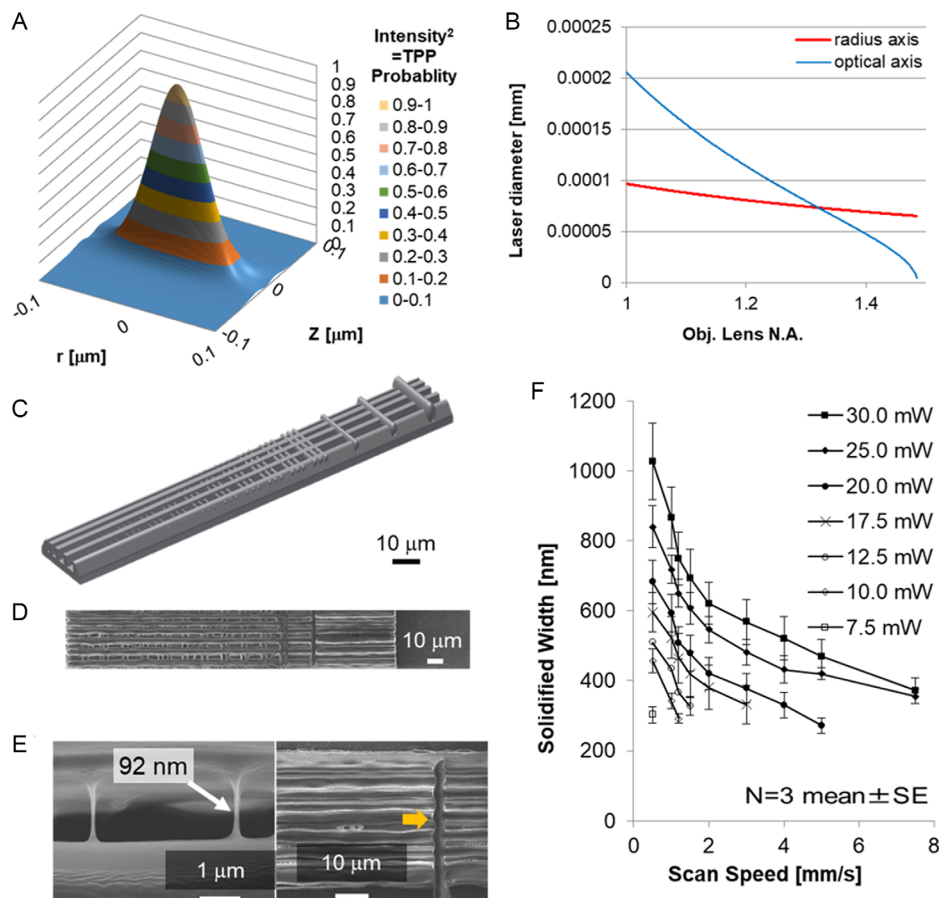 A
Intensity²
=TPP
Probablity
0.9-1
0.8-0.9
0.7-0.8
0.6-0.7
0.5-0.6
0.4-0.5
0.3-0.4
0.2-0.3
0.1-0.2
0-0.1
1
0.9
0.8
0.7
0.6
0.5
0.4
0.3
0.2
0.1
0
0.1
0
-0.1
Z [μm]
-0.1
0
0.1
r [μm]
B
radius axis
optical axis
0.00025
0.0002
0.00015
0.0001
0.00005
0
Laser diameter [mm]
1
1.2
1.4
Obj. Lens N.A.
C
10 μm
D
10 μm
E
92 nm
1 μm
10 μm
F
30.0 mW
25.0 mW
20.0 mW
17.5 mW
12.5 mW
10.0 mW
7.5 mW
1200
1000
800
600
400
200
0
Solidified Width [nm]
N=3 mean±SE
0
2
4
6
8
Scan Speed [mm/s]